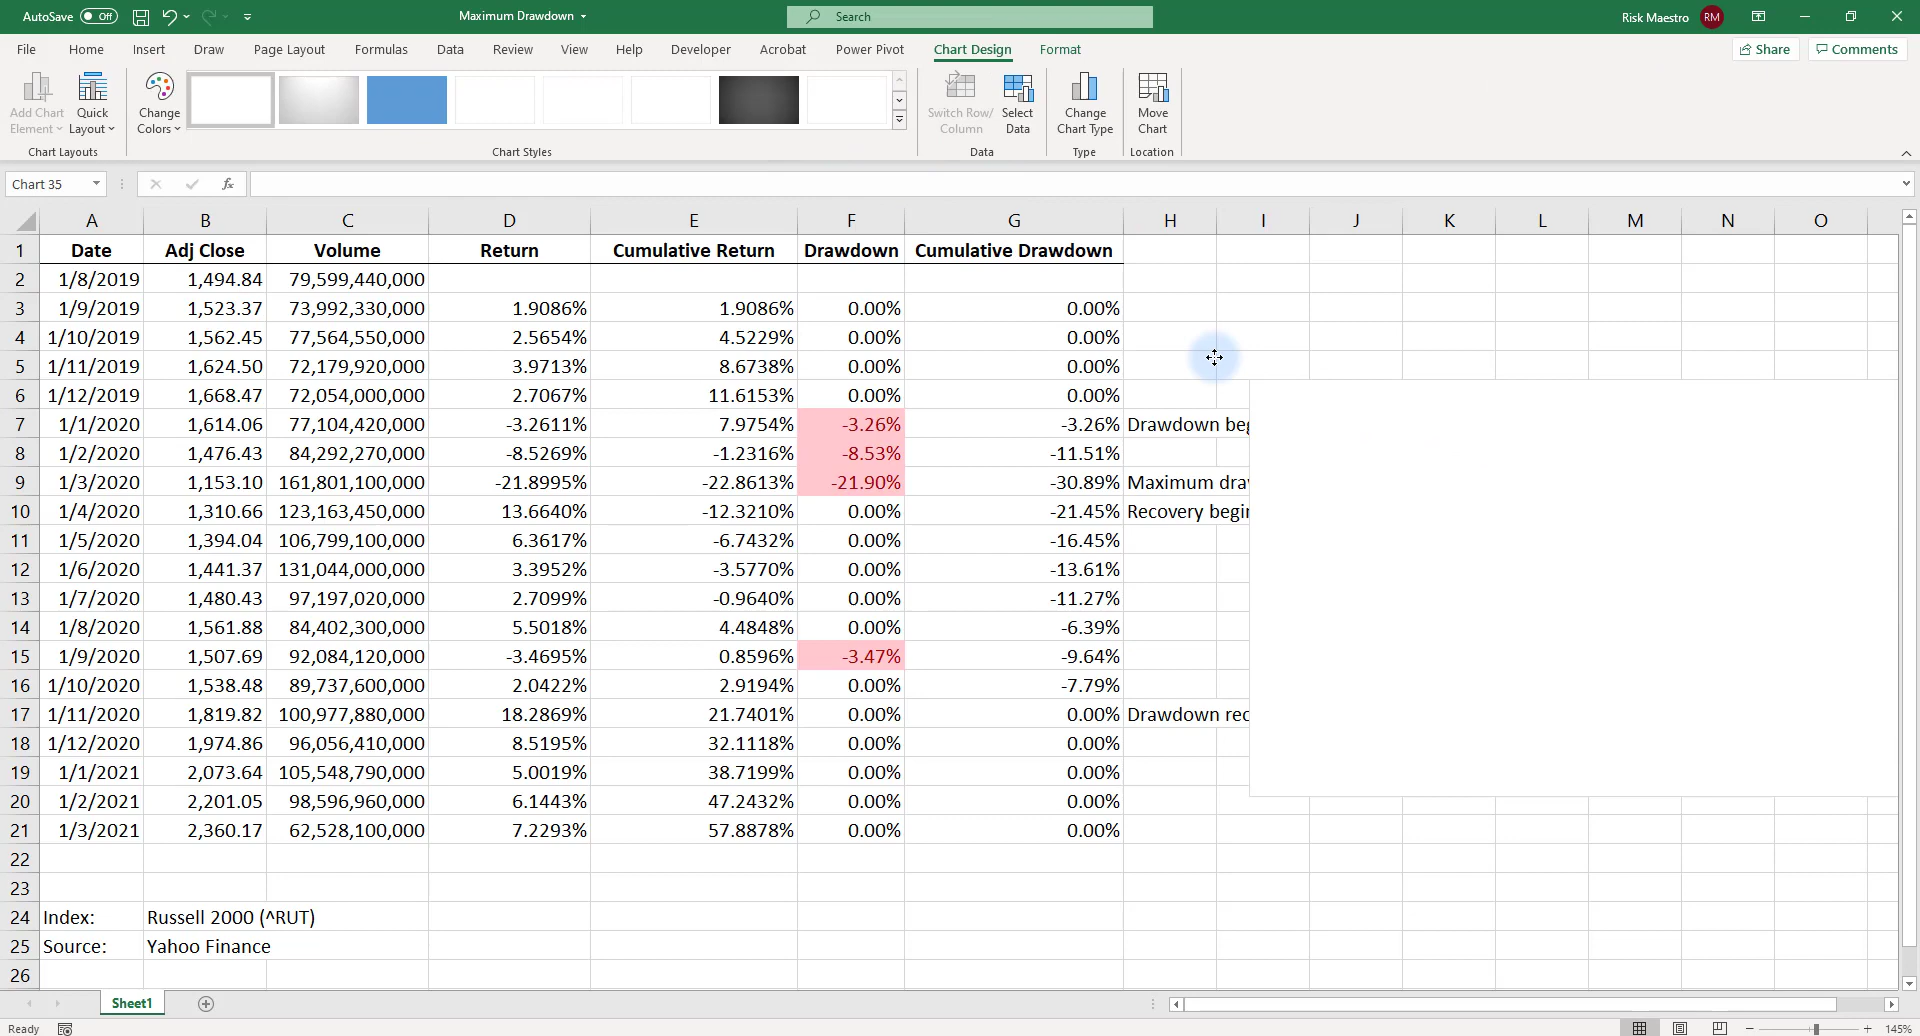 AutoSave Off Maximum Drawdown Search Risk Maestro RM
File Home Insert Draw Page Layout Formulas Data Review View Help Developer Acrobat Power Pivot Chart Design Format Share Comments
Add Chart Element Quick Layout Change Colors Switch Row/ Column Select Data Change Chart Type Move Chart
Chart Layouts Chart Styles Data Type Location
Chart 35 fx
A B C D E F G H I J K L M N O
1 Date Adj Close Volume Return Cumulative Return Drawdown Cumulative Drawdown
2 1/8/2019 1,494.84 79,599,440,000
3 1/9/2019 1,523.37 73,992,330,000 1.9086% 1.9086% 0.00% 0.00%
4 1/10/2019 1,562.45 77,564,550,000 2.5654% 4.5229% 0.00% 0.00%
5 1/11/2019 1,624.50 72,179,920,000 3.9713% 8.6738% 0.00% 0.00%
6 1/12/2019 1,668.47 72,054,000,000 2.7067% 11.6153% 0.00% 0.00%
7 1/1/2020 1,614.06 77,104,420,000 -3.2611% 7.9754% -3.26% -3.26% Drawdown
8 1/2/2020 1,476.43 84,292,270,000 -8.5269% -1.2316% -8.53% -11.51%
9 1/3/2020 1,153.10 161,801,100,000 -21.8995% -22.8613% -21.90% -30.89% Maximum
10 1/4/2020 1,310.66 123,163,450,000 13.6640% -12.3210% 0.00% -21.45% Recovery
11 1/5/2020 1,394.04 106,799,100,000 6.3617% -6.7432% 0.00% -16.45%
12 1/6/2020 1,441.37 131,044,000,000 3.3952% -3.5770% 0.00% -13.61%
13 1/7/2020 1,480.43 97,197,020,000 2.7099% -0.9640% 0.00% -11.27%
14 1/8/2020 1,561.88 84,402,300,000 5.5018% 4.4848% 0.00% -6.39%
15 1/9/2020 1,507.69 92,084,120,000 -3.4695% 0.8596% -3.47% -9.64%
16 1/10/2020 1,538.48 89,737,600,000 2.0422% 2.9194% 0.00% -7.79%
17 1/11/2020 1,819.82 100,977,880,000 18.2869% 21.7401% 0.00% 0.00% Drawdown
18 1/12/2020 1,974.86 96,056,410,000 8.5195% 32.1118% 0.00% 0.00%
19 1/1/2021 2,073.64 105,548,790,000 5.0019% 38.7199% 0.00% 0.00%
20 1/2/2021 2,201.05 98,596,960,000 6.1443% 47.2432% 0.00% 0.00%
21 1/3/2021 2,360.17 62,528,100,000 7.2293% 57.8878% 0.00% 0.00%
22
23
24 Index: Russell 2000 (^RUT)
25 Source: Yahoo Finance
26
Sheet1
Ready 145%